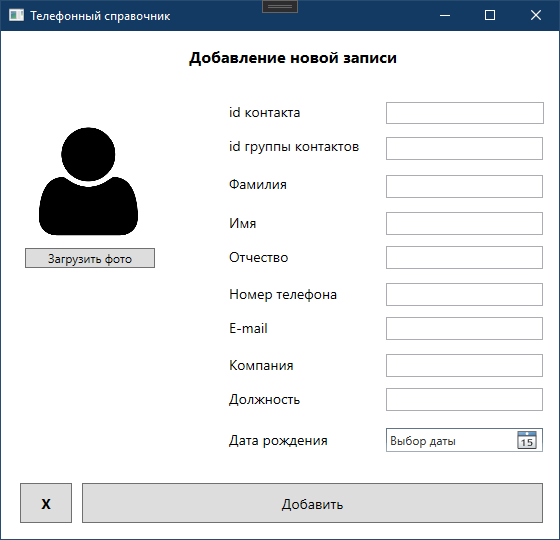 Телефонный справочник
Добавление новой записи
id контакта
id группы контактов
Фамилия
Имя
Отчество
Загрузить фото
Номер телефона
E-mail
Компания
Должность
Дата рождения
Выбор даты
15
X
Добавить